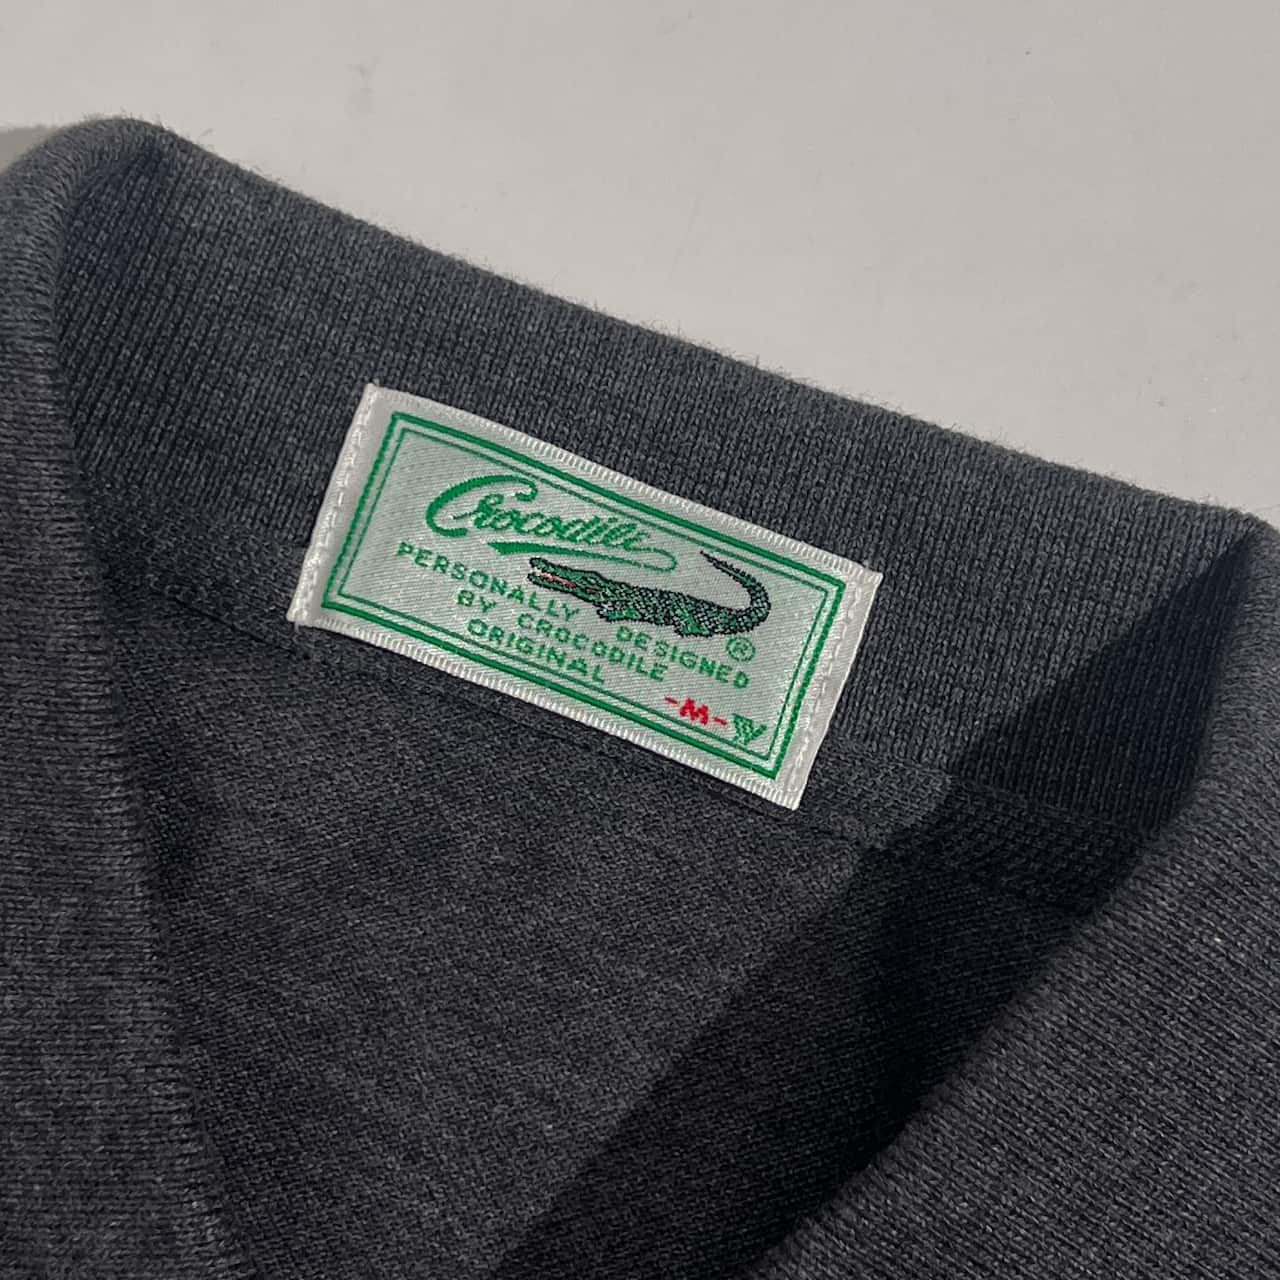 Crocodile
PERSONALLY DESIGNED
BY CROCODILE
ORIGINAL
®
-M-